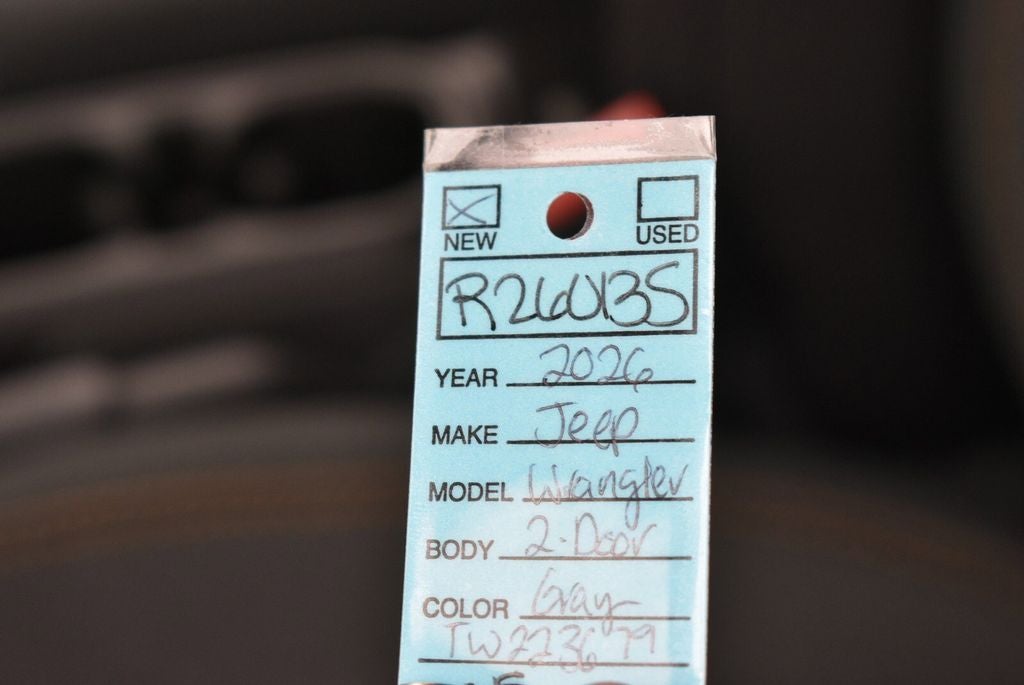 NEW USED
R26013S
YEAR 2026
MAKE Jeep
MODEL Wrangler
BODY 2-Door
COLOR Gray
TW223679